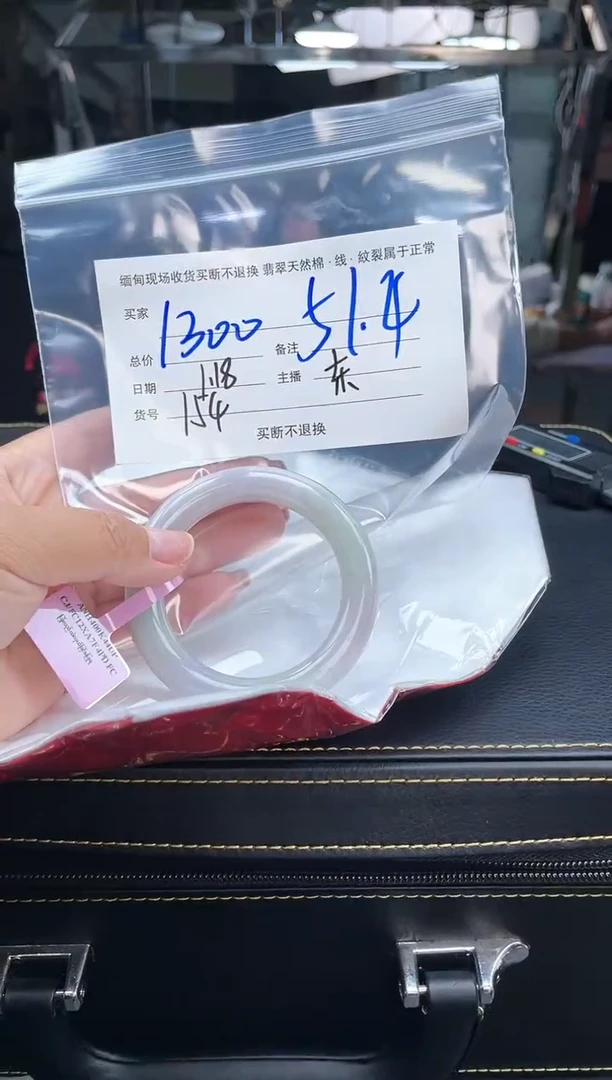 缅甸现场收货买断不退换 翡翠天然棉·线·紋裂属于正常
买家
总价 1300 备注 51.4
日期 1.18 主播 东
货号 154
买断不退换